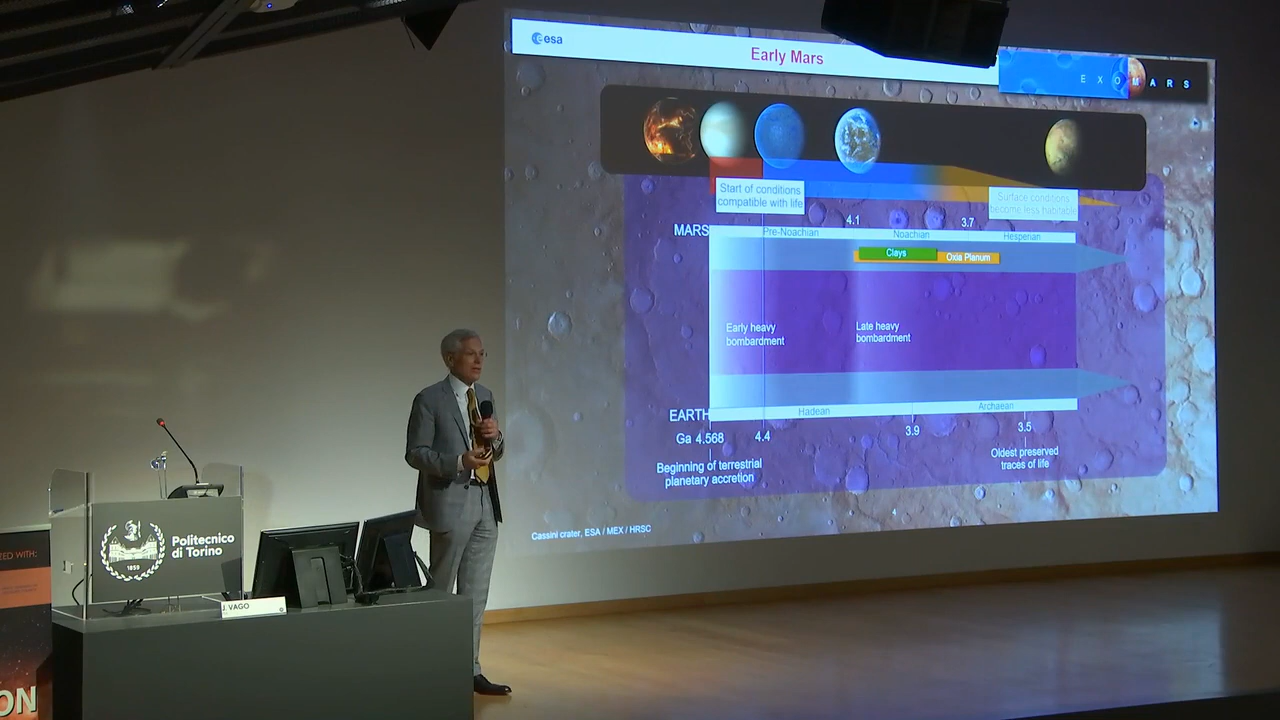 esa
Early Mars
EXOMARS
Start of conditions
compatible with life
Surface conditions
become less habitable
4.1
3.7
MARS
Pre-Noachian
Noachian
Hesperian
Clays
Oxia Planum
Early heavy
bombardment
Late heavy
bombardment
EARTH
Hadean
Archaean
Ga 4.568
4.4
3.9
3.5
Beginning of terrestrial
planetary accretion
Oldest preserved
traces of life
Cassini crater, ESA / MEX / HRSC
Politecnico
di Torino
1859
J. VAGO
ZED WITH:
ON